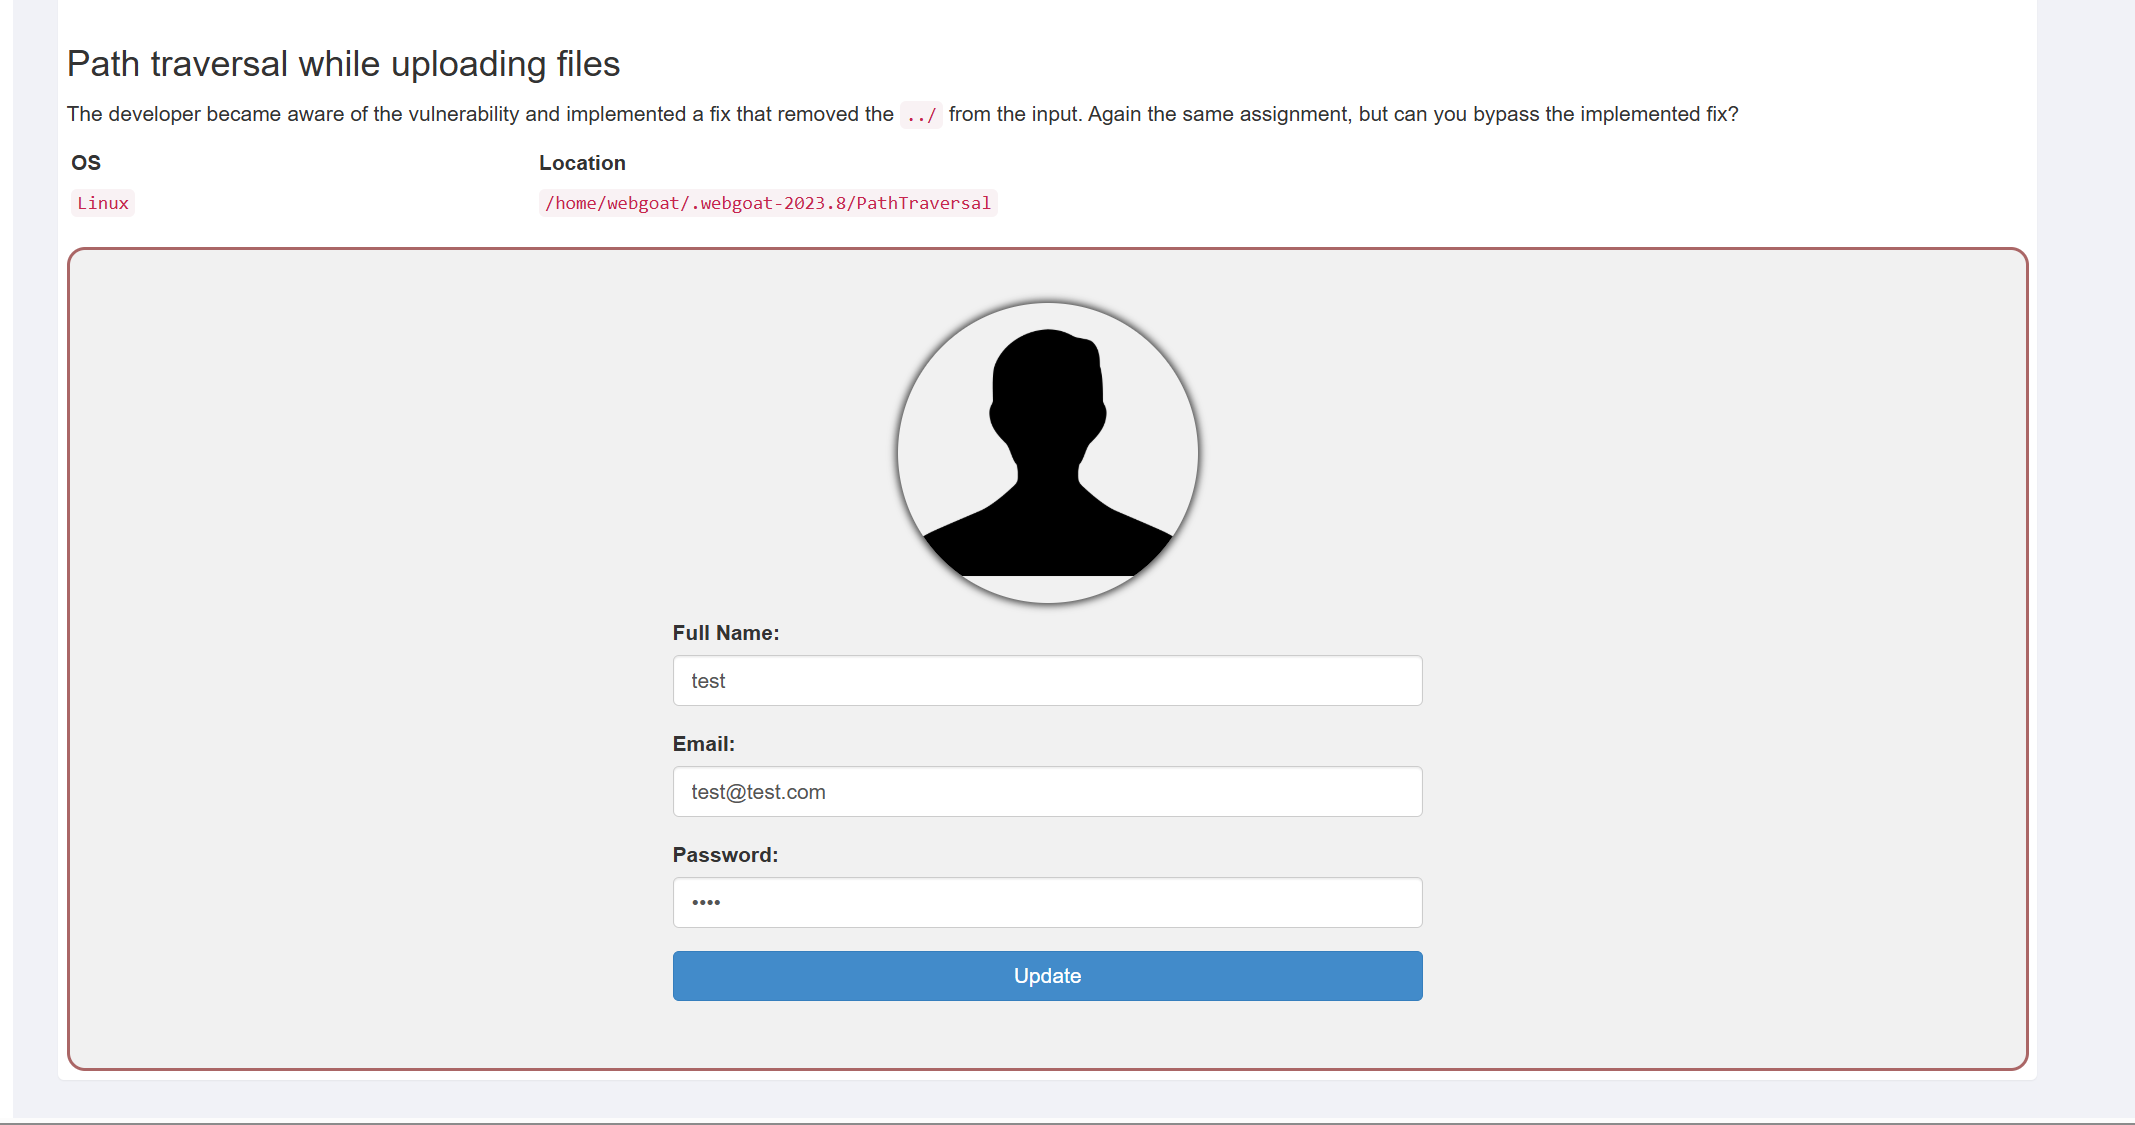 Path traversal while uploading files
The developer became aware of the vulnerability and implemented a fix that removed the ../ from the input. Again the same assignment, but can you bypass the implemented fix?
OS Location
Linux /home/webgoat/.webgoat-2023.8/PathTraversal
Full Name:
test
Email:
test@test.com
Password:
••••
Update